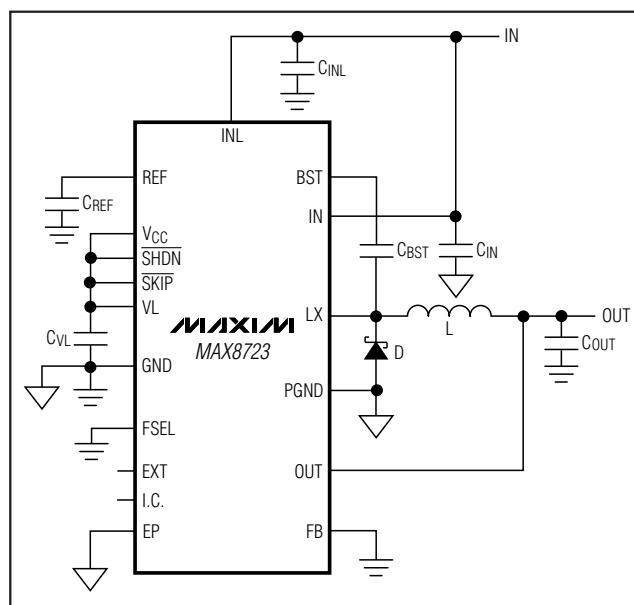 IN
CINL
INL
REF
CREF
VCC
SHDN
SKIP
VL
CVL
GND
FSEL
EXT
I.C.
EP
MAXIM
MAX8723
BST
IN
CBST
CIN
LX
L
OUT
COUT
D
PGND
OUT
FB